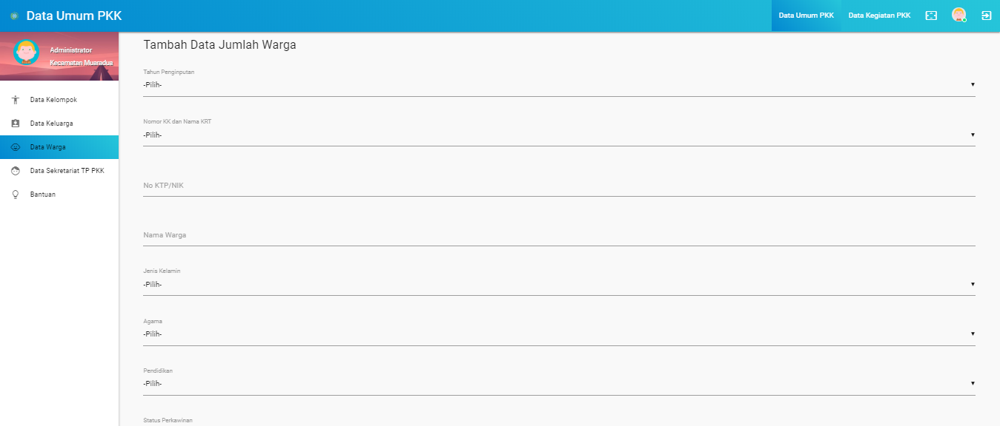 Data Umum PKK
Data Umum PKK
Data Kegiatan PKK
Administrator
Kecamatan Muaradua
Data Kelompok
Data Keluarga
Data Warga
Data Sekretariat TP PKK
Bantuan
Tambah Data Jumlah Warga
Tahun Penginputan
-Pilih-
Nomor KK dan Nama KRT
-Pilih-
No KTP/NIK
Nama Warga
Jenis Kelamin
-Pilih-
Agama
-Pilih-
Pendidikan
-Pilih-
Status Perkawinan